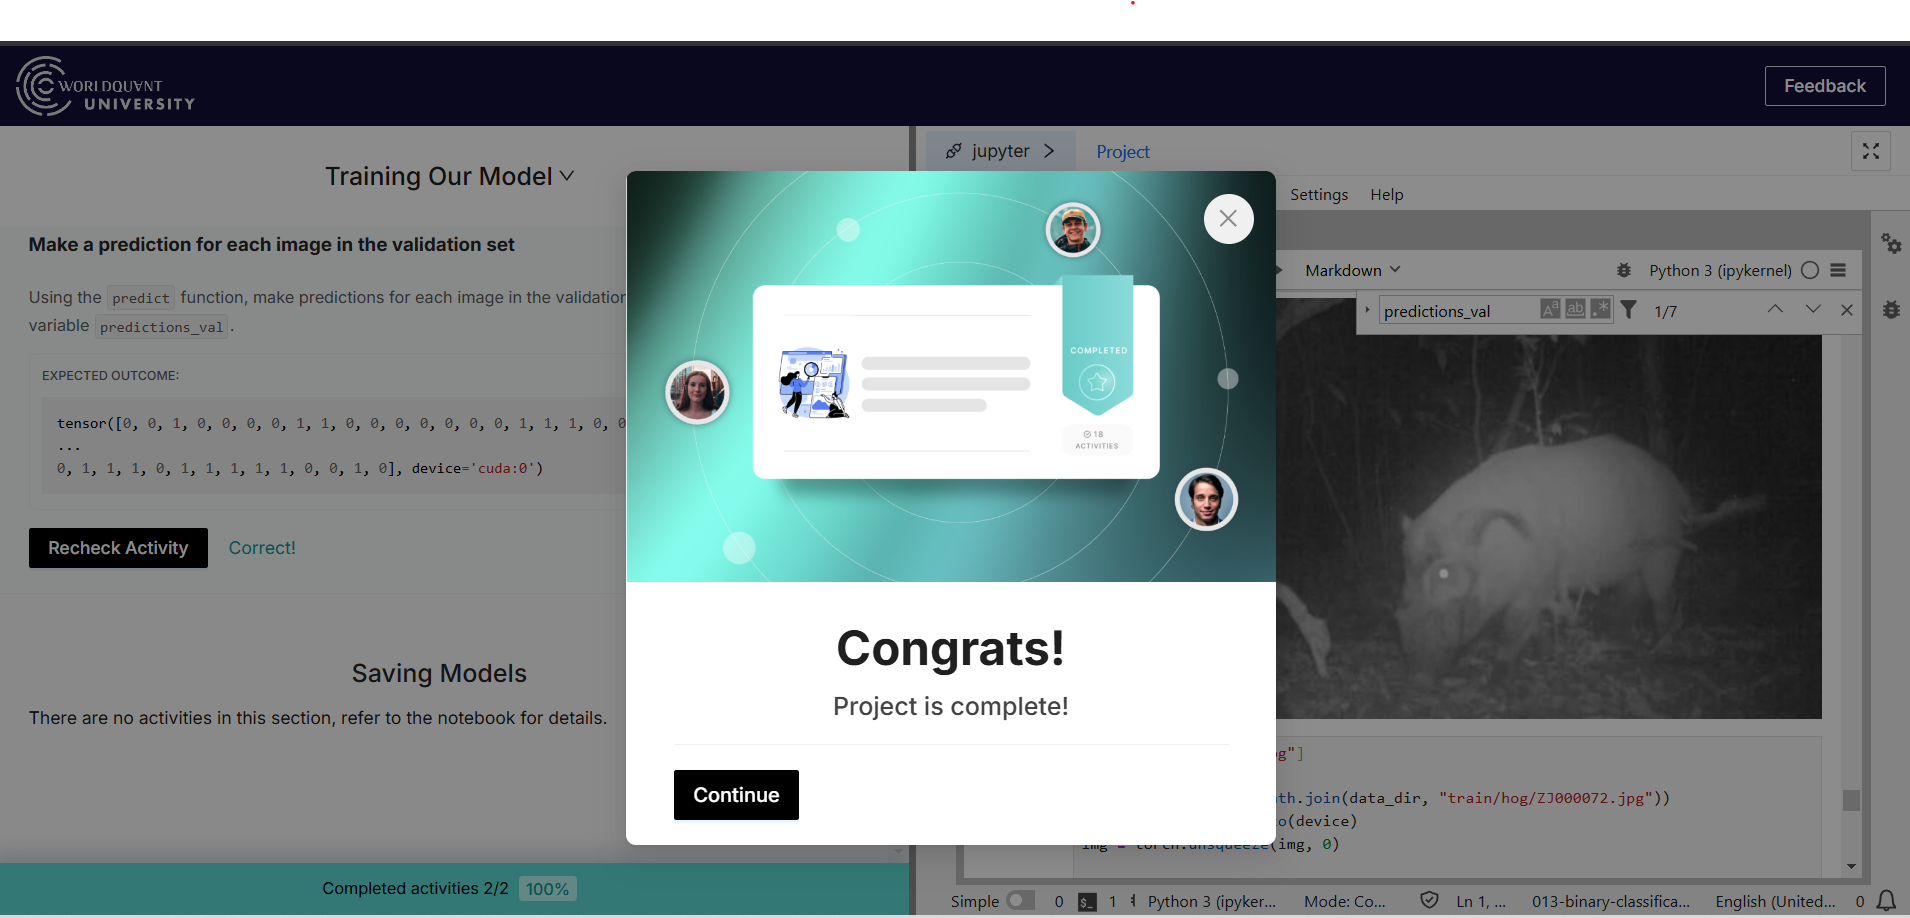 WORLDQUANT
UNIVERSITY
Feedback
Training Our Model
Make a prediction for each image in the validation set
Using the predict function, make predictions for each image in the validation
variable predictions_val.
EXPECTED OUTCOME:
tensor([0, 0, 1, 0, 0, 0, 0, 1, 1, 0, 0, 0, 0, 0, 0, 0, 1, 1, 1, 0, 0
...
0, 1, 1, 1, 0, 1, 1, 1, 1, 1, 0, 0, 1, 0], device='cuda:0')
Recheck Activity
Correct!
Saving Models
There are no activities in this section, refer to the notebook for details.
Completed activities 2/2 100%
COMPLETED
18
ACTIVITIES
Congrats!
Project is complete!
Continue
jupyter
Project
Settings Help
Markdown
Python 3 (ipykernel)
predictions_val
1/7
g"]
th.join(data_dir, "train/hog/ZJ000072.jpg"))
o(device)
img = torch.unsqueeze(img, 0)
Simple 0 $_ 1 Python 3 (ipyker... Mode: Co... Ln 1, ... 013-binary-classifica... English (United... 0